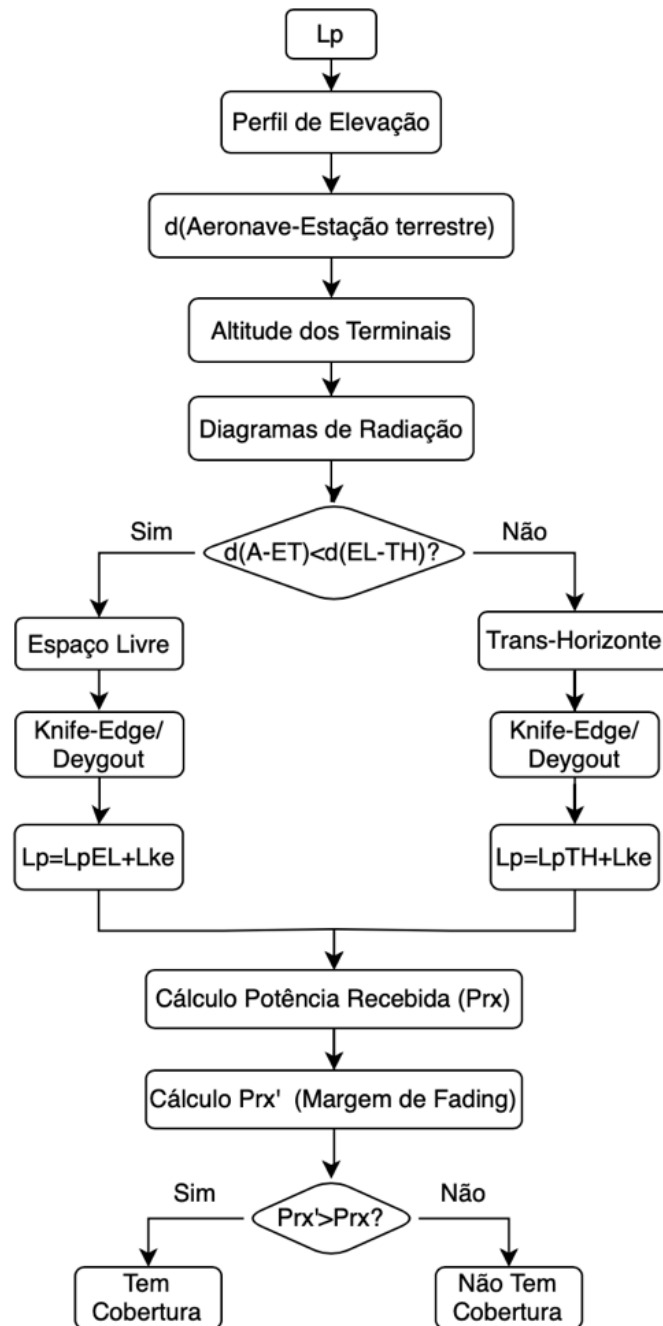 Lp
Perfil de Elevação
d(Aeronave-Estação terrestre)
Altitude dos Terminais
Diagramas de Radiação
Sim
d(A-ET)<d(EL-TH)?
Não
Espaço Livre
Trans-Horizonte
Knife-Edge/
Deygout
Knife-Edge/
Deygout
Lp=LpEL+Lke
Lp=LpTH+Lke
Cálculo Potência Recebida (Prx)
Cálculo Prx' (Margem de Fading)
Sim
Prx'>Prx?
Não
Tem
Cobertura
Não Tem
Cobertura